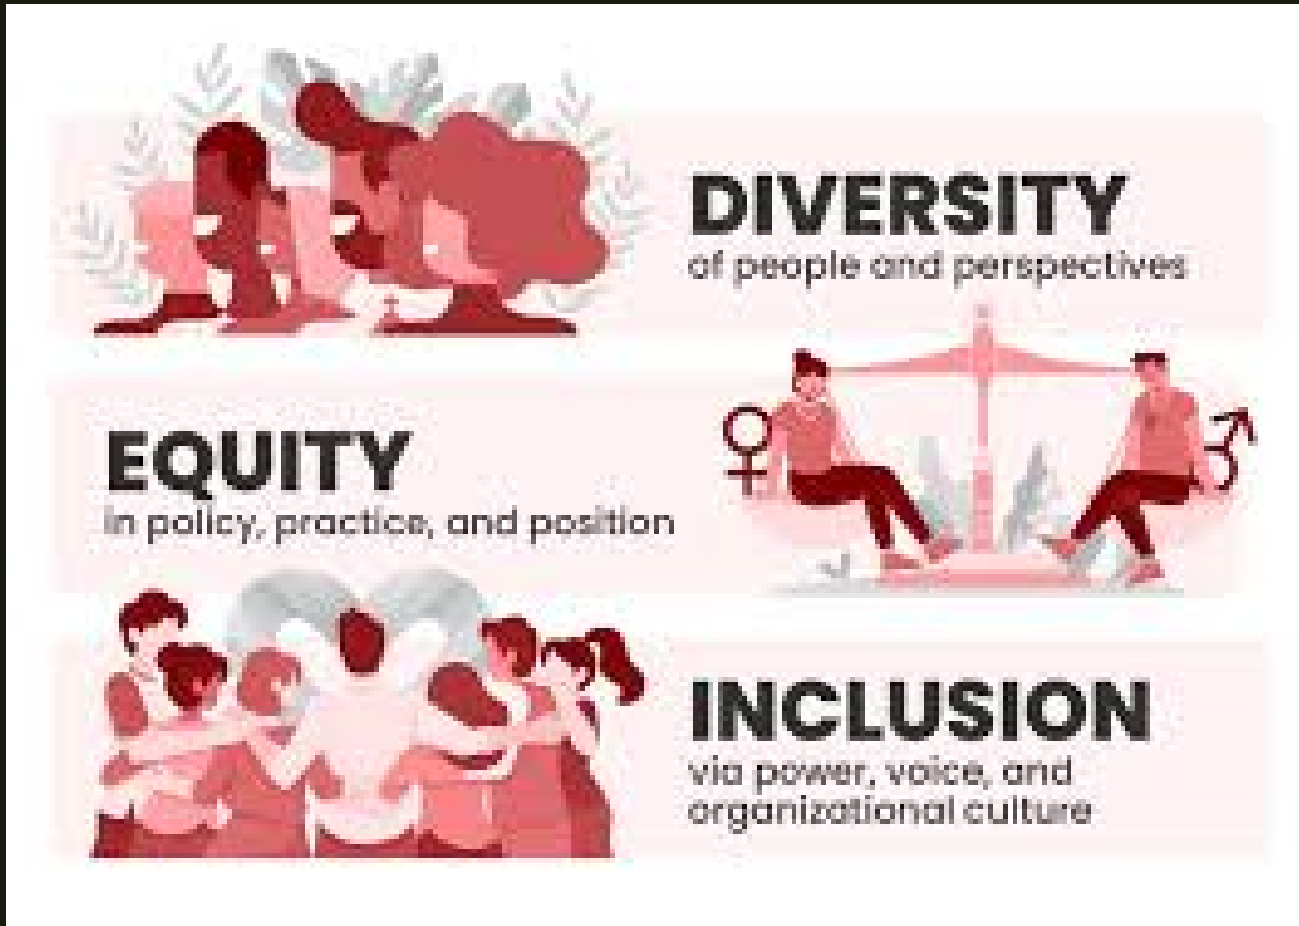 DIVERSITY
of people and perspectives
EQUITY
in policy, practice, and position
INCLUSION
via power, voice, and
organizational culture